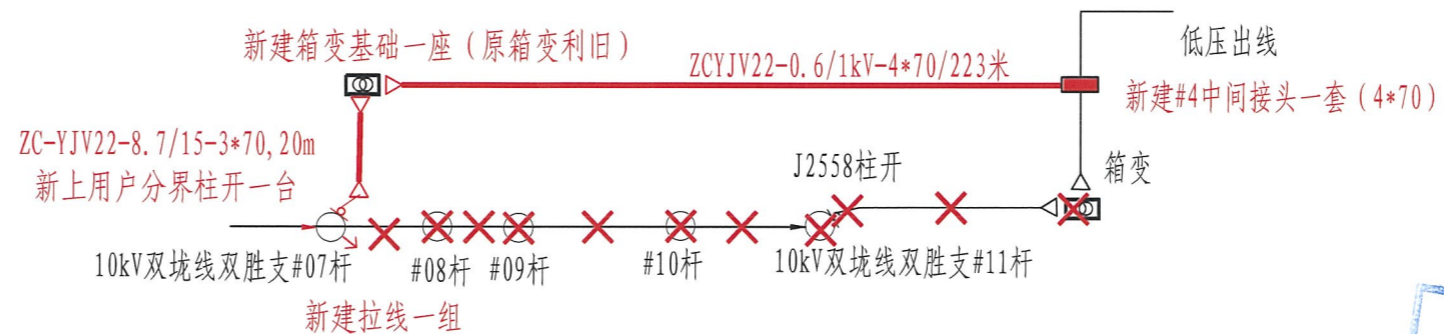 新建箱变基础一座（原箱变利旧）
ZCYJV22-0.6/1kV-4*70/223米
低压出线
新建#4中间接头一套（4*70）
ZC-YJV22-8.7/15-3*70,20m
新上用户分界柱开一台
J2558柱开
箱变
10kV双垅线双胜支#07杆
#08杆
#09杆
#10杆
10kV双垅线双胜支#11杆
新建拉线一组